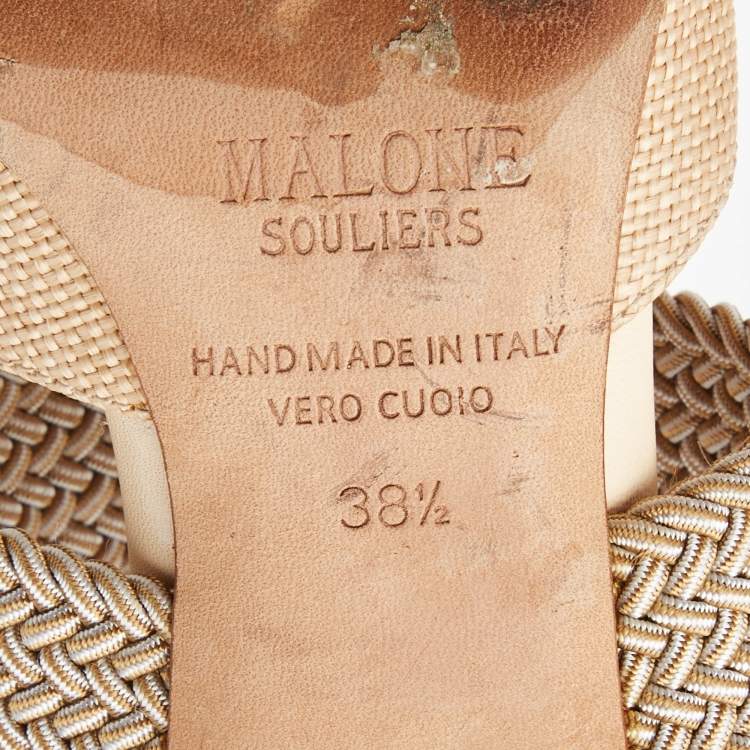 MALONE
SOULIERS
HAND MADE IN ITALY
VERO CUOIO
38½